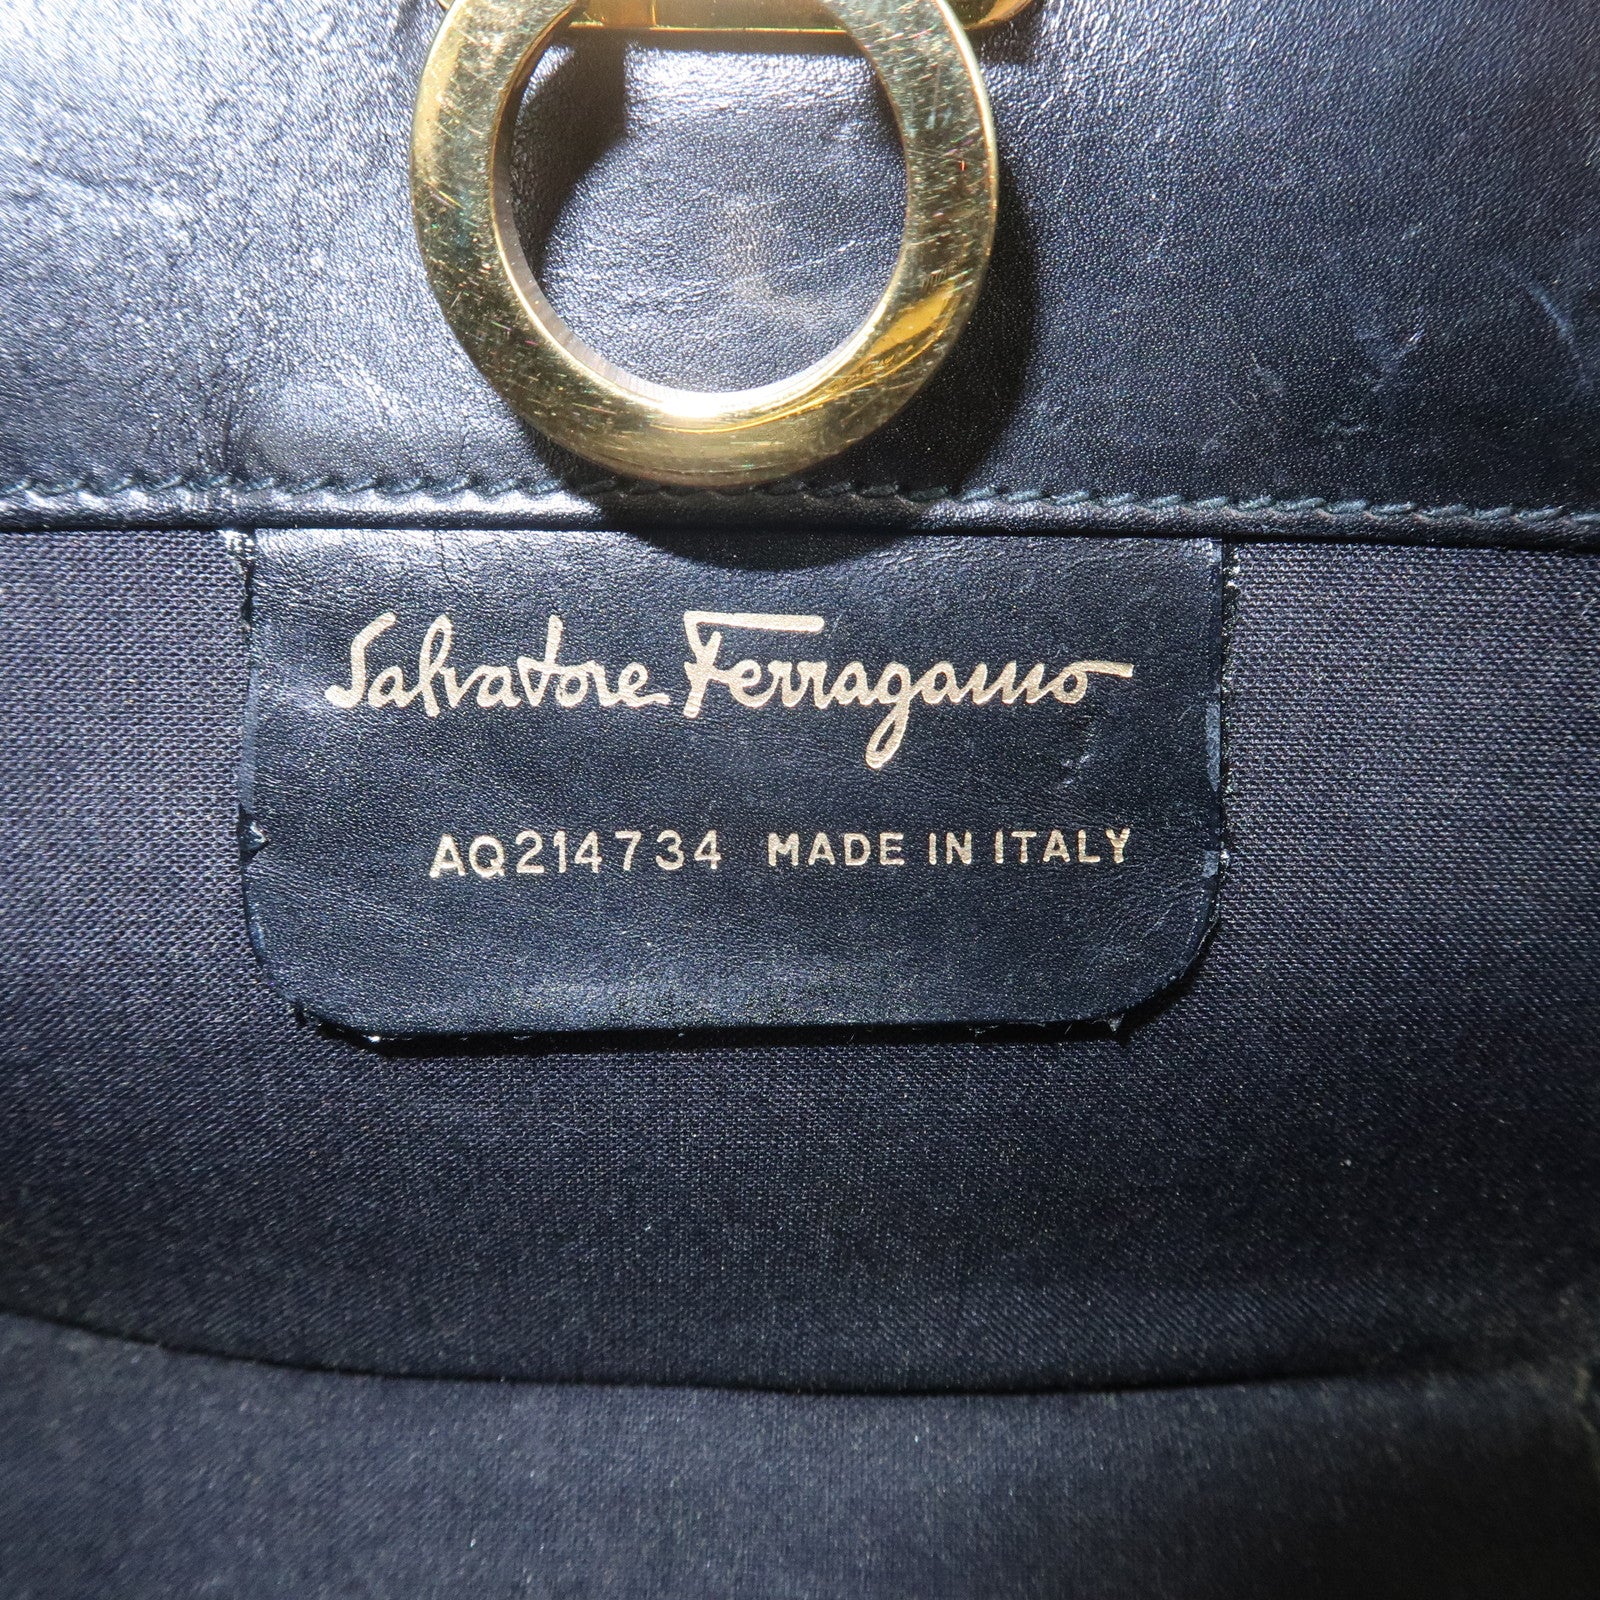 Salvatore Ferragamo
AQ214734 MADE IN ITALY